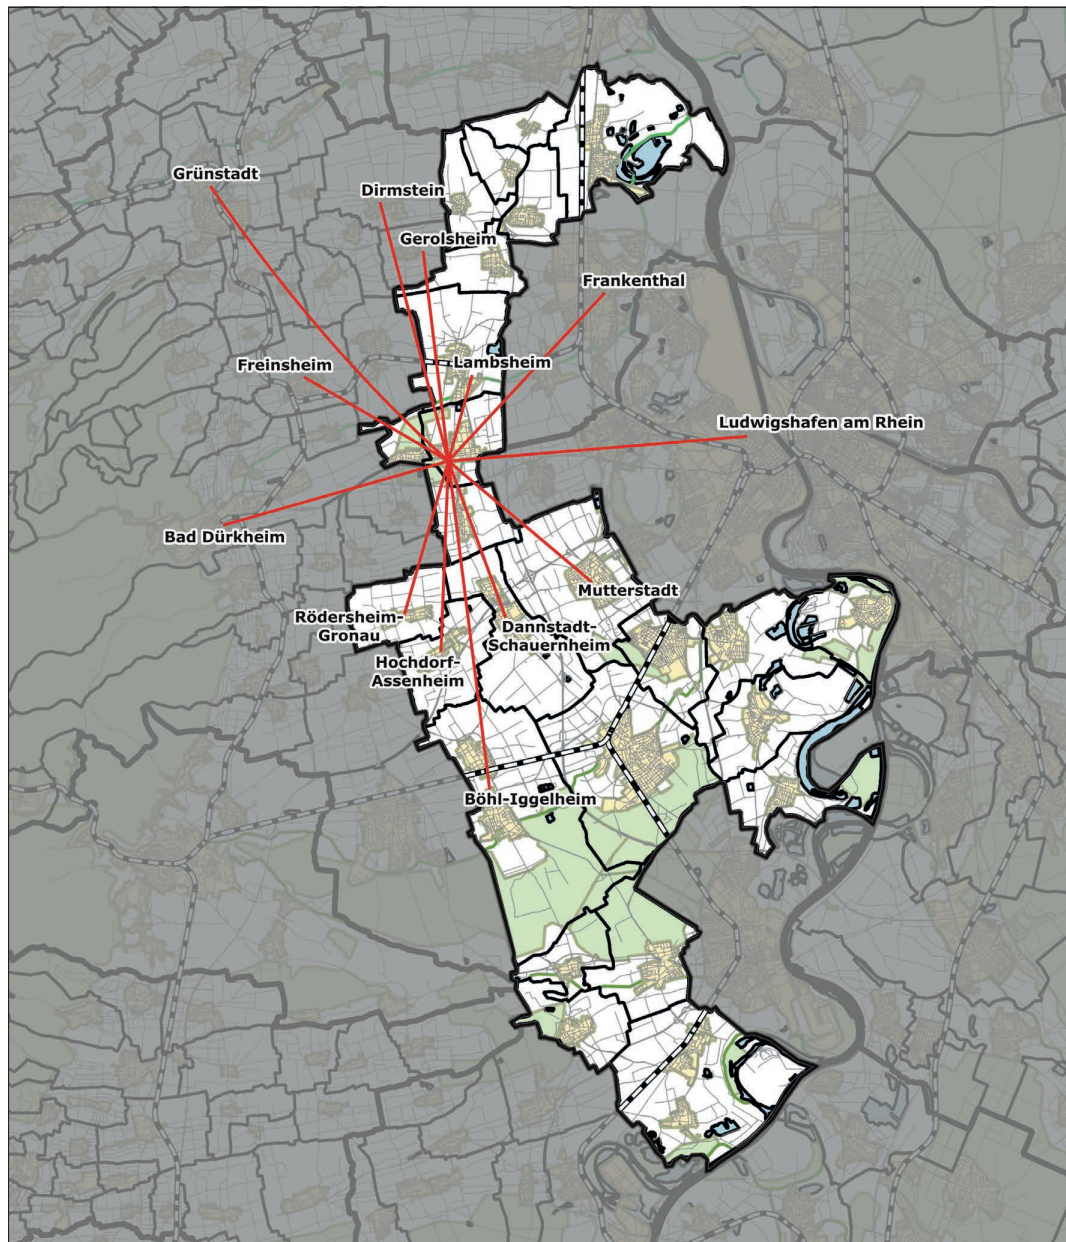 Grünstadt
Dirmstein
Gerolsheim
Frankenthal
Freinsheim
Lambsheim
Ludwigshafen am Rhein
Bad Dürkheim
Mutterstadt
Rödersheim-
Gronau
Dannstadt-
Schauernheim
Hochdorf-
Assenheim
Böhl-Iggelheim